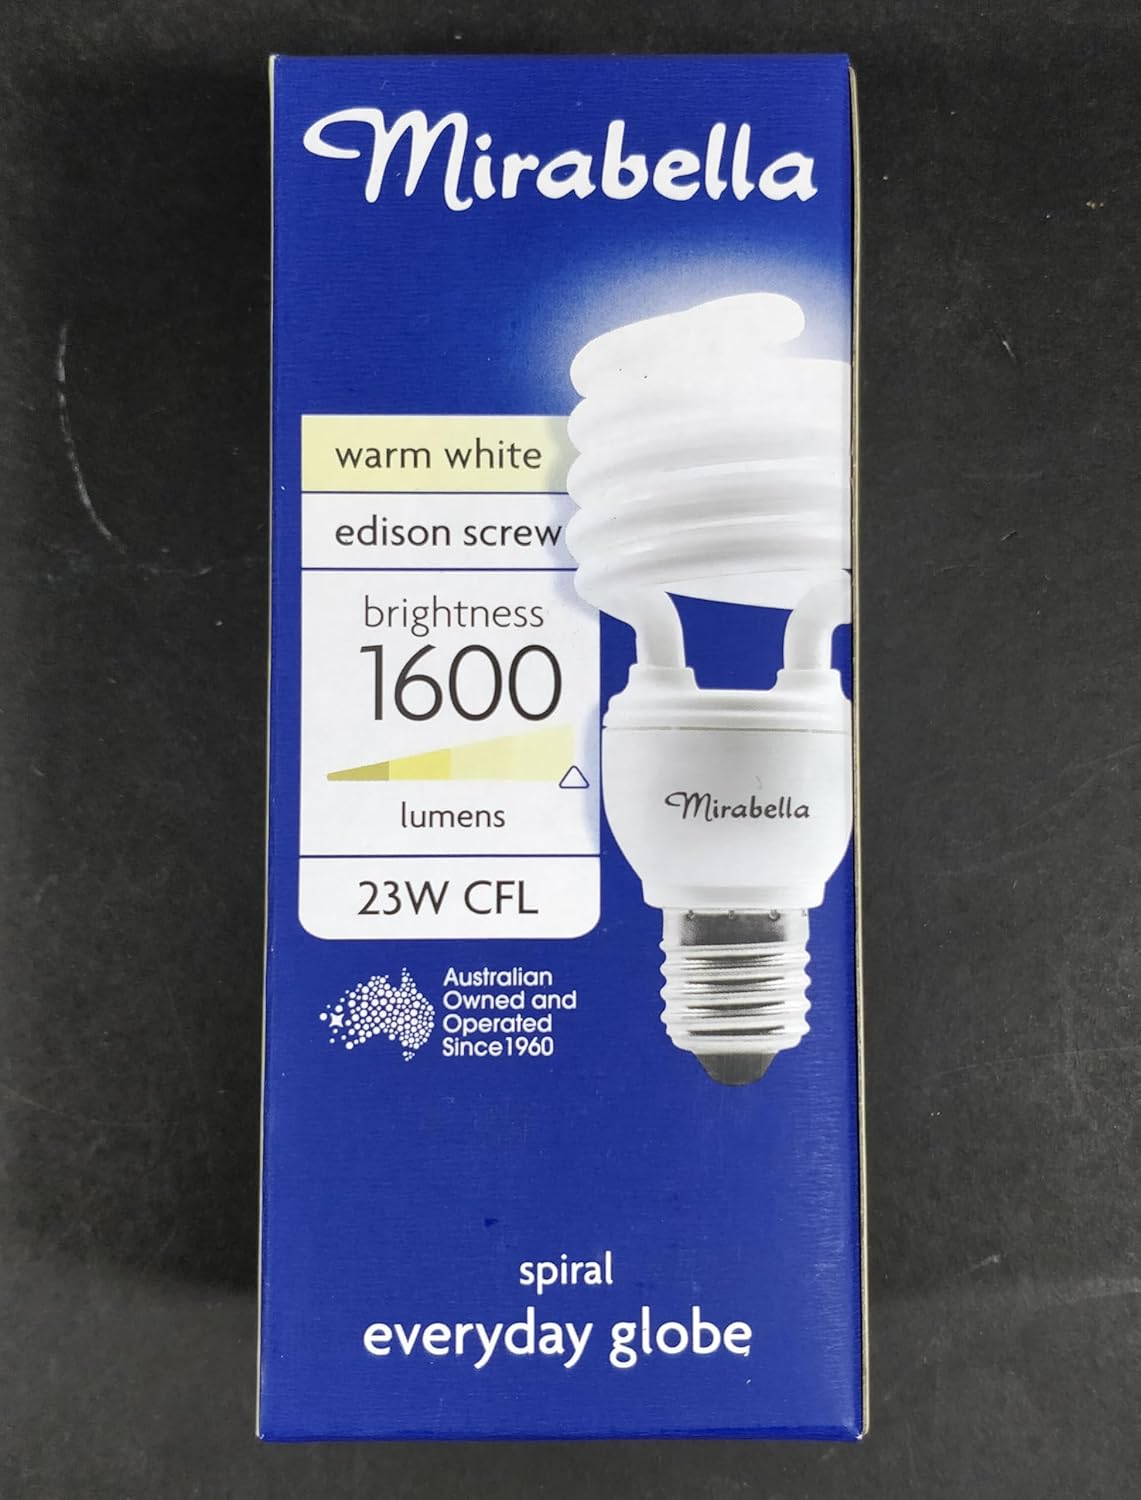 Mirabella
warm white
edison screw
brightness
1600
lumens
23W CFL
Mirabella
Australian
Owned and
Operated
Since1960
spiral
everyday globe